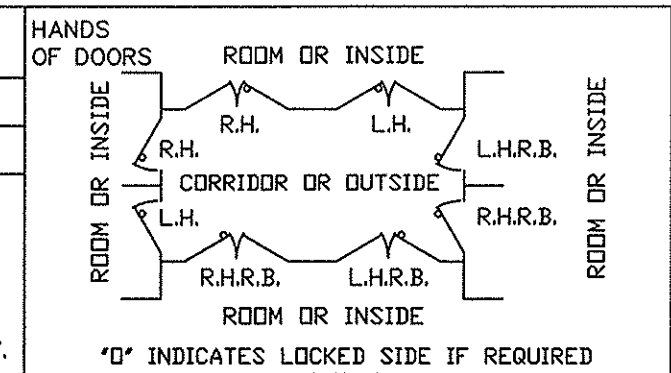 HANDS
OF DOORS
ROOM OR INSIDE
ROOM OR INSIDE
R.H.
L.H.
R.H.
L.H.R.B.
CORRIDOR OR OUTSIDE
ROOM OR INSIDE
L.H.
R.H.R.B.
R.H.R.B.
L.H.R.B.
ROOM OR INSIDE
"O" INDICATES LOCKED SIDE IF REQUIRED